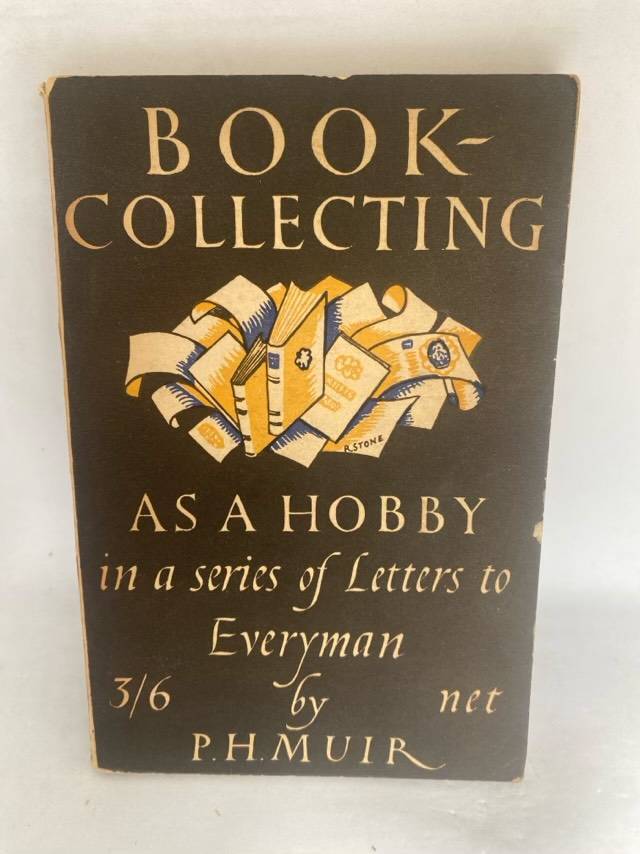 BOOK-
COLLECTING
R.STONE
AS A HOBBY
in a series of Letters to
Everyman
3/6 by net
P.H.MUIR